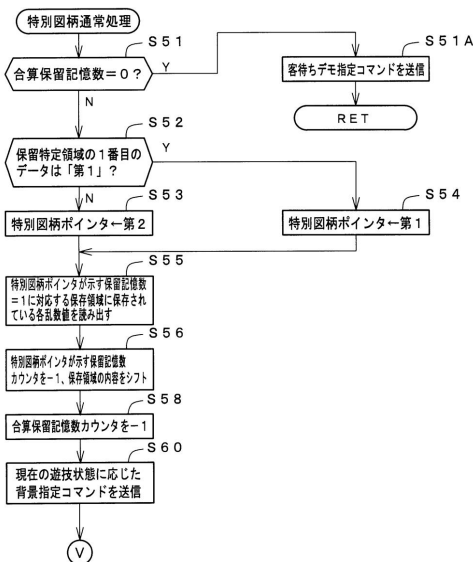 特別図柄通常処理
S51
合算保留記憶数=0?
Y
S51A
客待ちデモ指定コマンドを送信
N
RET
S52
保留特定領域の1番目の
データは「第1」?
Y
N
S53
特別図柄ポインタ←第2
S54
特別図柄ポインタ←第1
S55
特別図柄ポインタが示す保留記憶数
=1に対応する保存領域に保存され
ている各乱数値を読み出す
S56
特別図柄ポインタが示す保留記憶数
カウンタを-1、保存領域の内容をシフト
S58
合算保留記憶数カウンタを-1
S60
現在の遊技状態に応じた
背景指定コマンドを送信
V